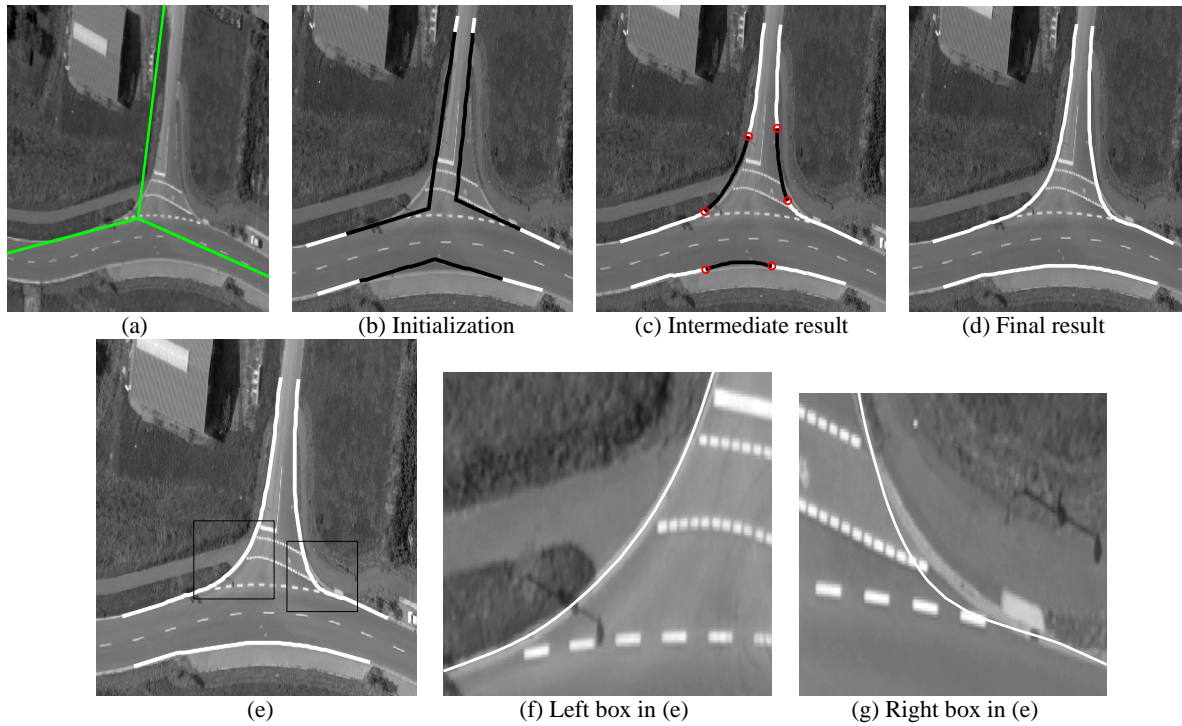 (a)
(b) Initialization
(c) Intermediate result
(d) Final result
(e)
(f) Left box in (e)
(g) Right box in (e)